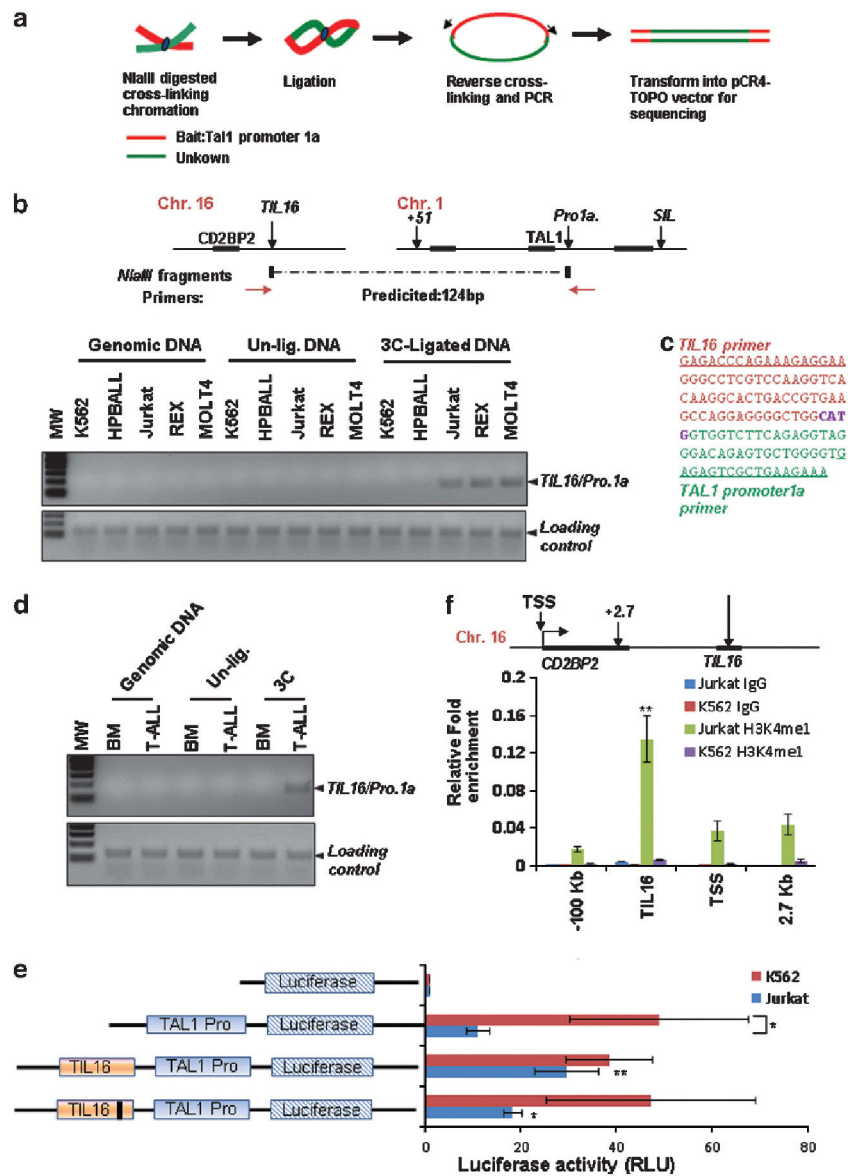 a
NlaIII digested
cross-linking
chromation
Ligation
Reverse cross-
linking and PCR
Transform into pCR4-
TOPO vector for
sequencing
Bait:Tal1 promoter 1a
Unkown
b
Chr. 16
TIL16
CD2BP2
Chr. 1
+51
TAL1
Pro1a.
SIL
NlaIII fragments
Primers:
Predicited:124bp
Genomic DNA
Un-lig. DNA
3C-Ligated DNA
MW
K562
HPBALL
Jurkat
REX
MOLT4
K562
HPBALL
Jurkat
REX
MOLT4
K562
HPBALL
Jurkat
REX
MOLT4
TIL16/Pro.1a
Loading
control
c
TIL16 primer
GAGACCCAGAAAGAGGAA
GGGCCTCGTCCAAGGTCA
CAAGGCACTGACCGTGAA
GCCAGGAGGGGCTGGCAT
GGTGGTCTTCAGAGGTAG
GGACAGAGTGCTGGGGTG
AGAGTCGCTGAAGAAA
TAL1 promoter1a
primer
d
Genomic DNA
Un-lig.
3C
MW
BM
T-ALL
BM
T-ALL
BM
T-ALL
TIL16/Pro.1a
Loading
control
f
TSS
+2.7
Chr. 16
CD2BP2
TIL16
Relative Fold
enrichment
0.2
0.16
0.12
0.08
0.04
0
**
Jurkat IgG
K562 IgG
Jurkat H3K4me1
K562 H3K4me1
-100 Kb
TIL16
TSS
2.7 Kb
e
Luciferase
TAL1 Pro
Luciferase
TIL16
TAL1 Pro
Luciferase
TIL16
TAL1 Pro
Luciferase
K562
Jurkat
*
**
*
0
20
40
60
80
Luciferase activity (RLU)